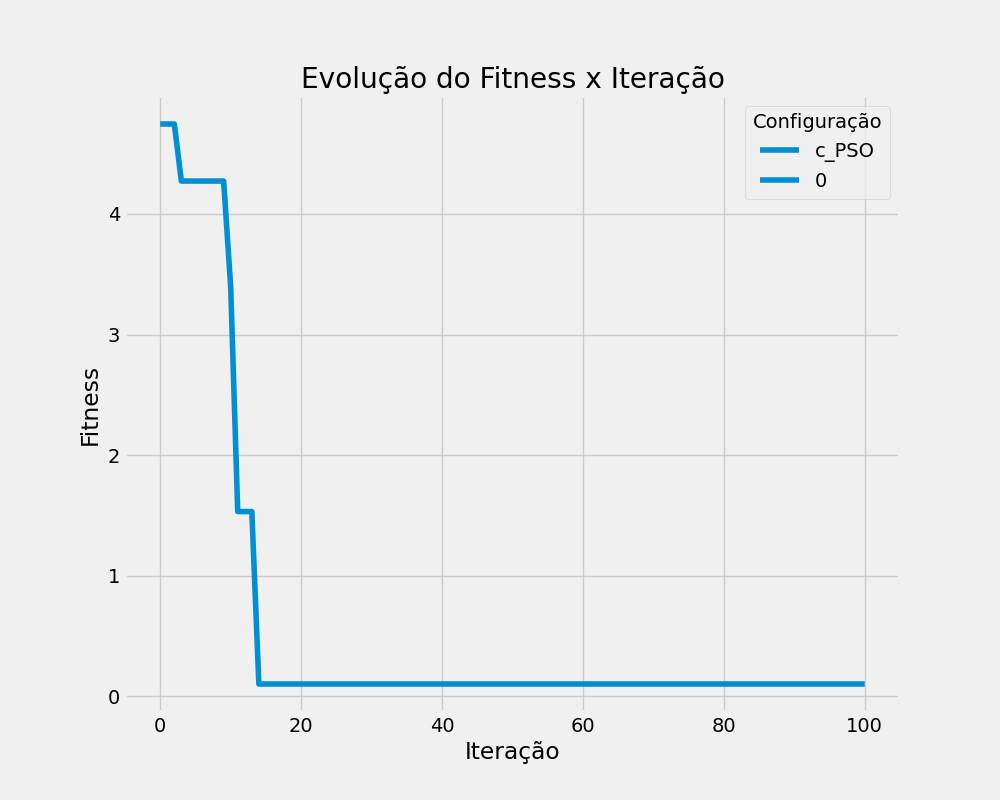 Evolução do Fitness x Iteração
Configuração
c_PSO
0
Fitness
4
3
2
1
0
0 20 40 60 80 100
Iteração